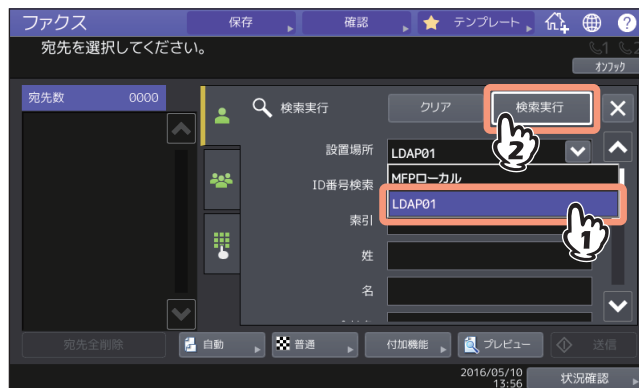 ファクス 保存 確認 テンプレート ?
宛先を選択してください。
オンフック
宛先数 0000
検索実行 クリア 検索実行
設置場所 LDAP01
MFPローカル
ID番号検索
LDAP01
索引
姓
名
宛先全削除 自動 普通 付加機能 プレビュー 送信
2016/05/10
13:56
状況確認
2
1